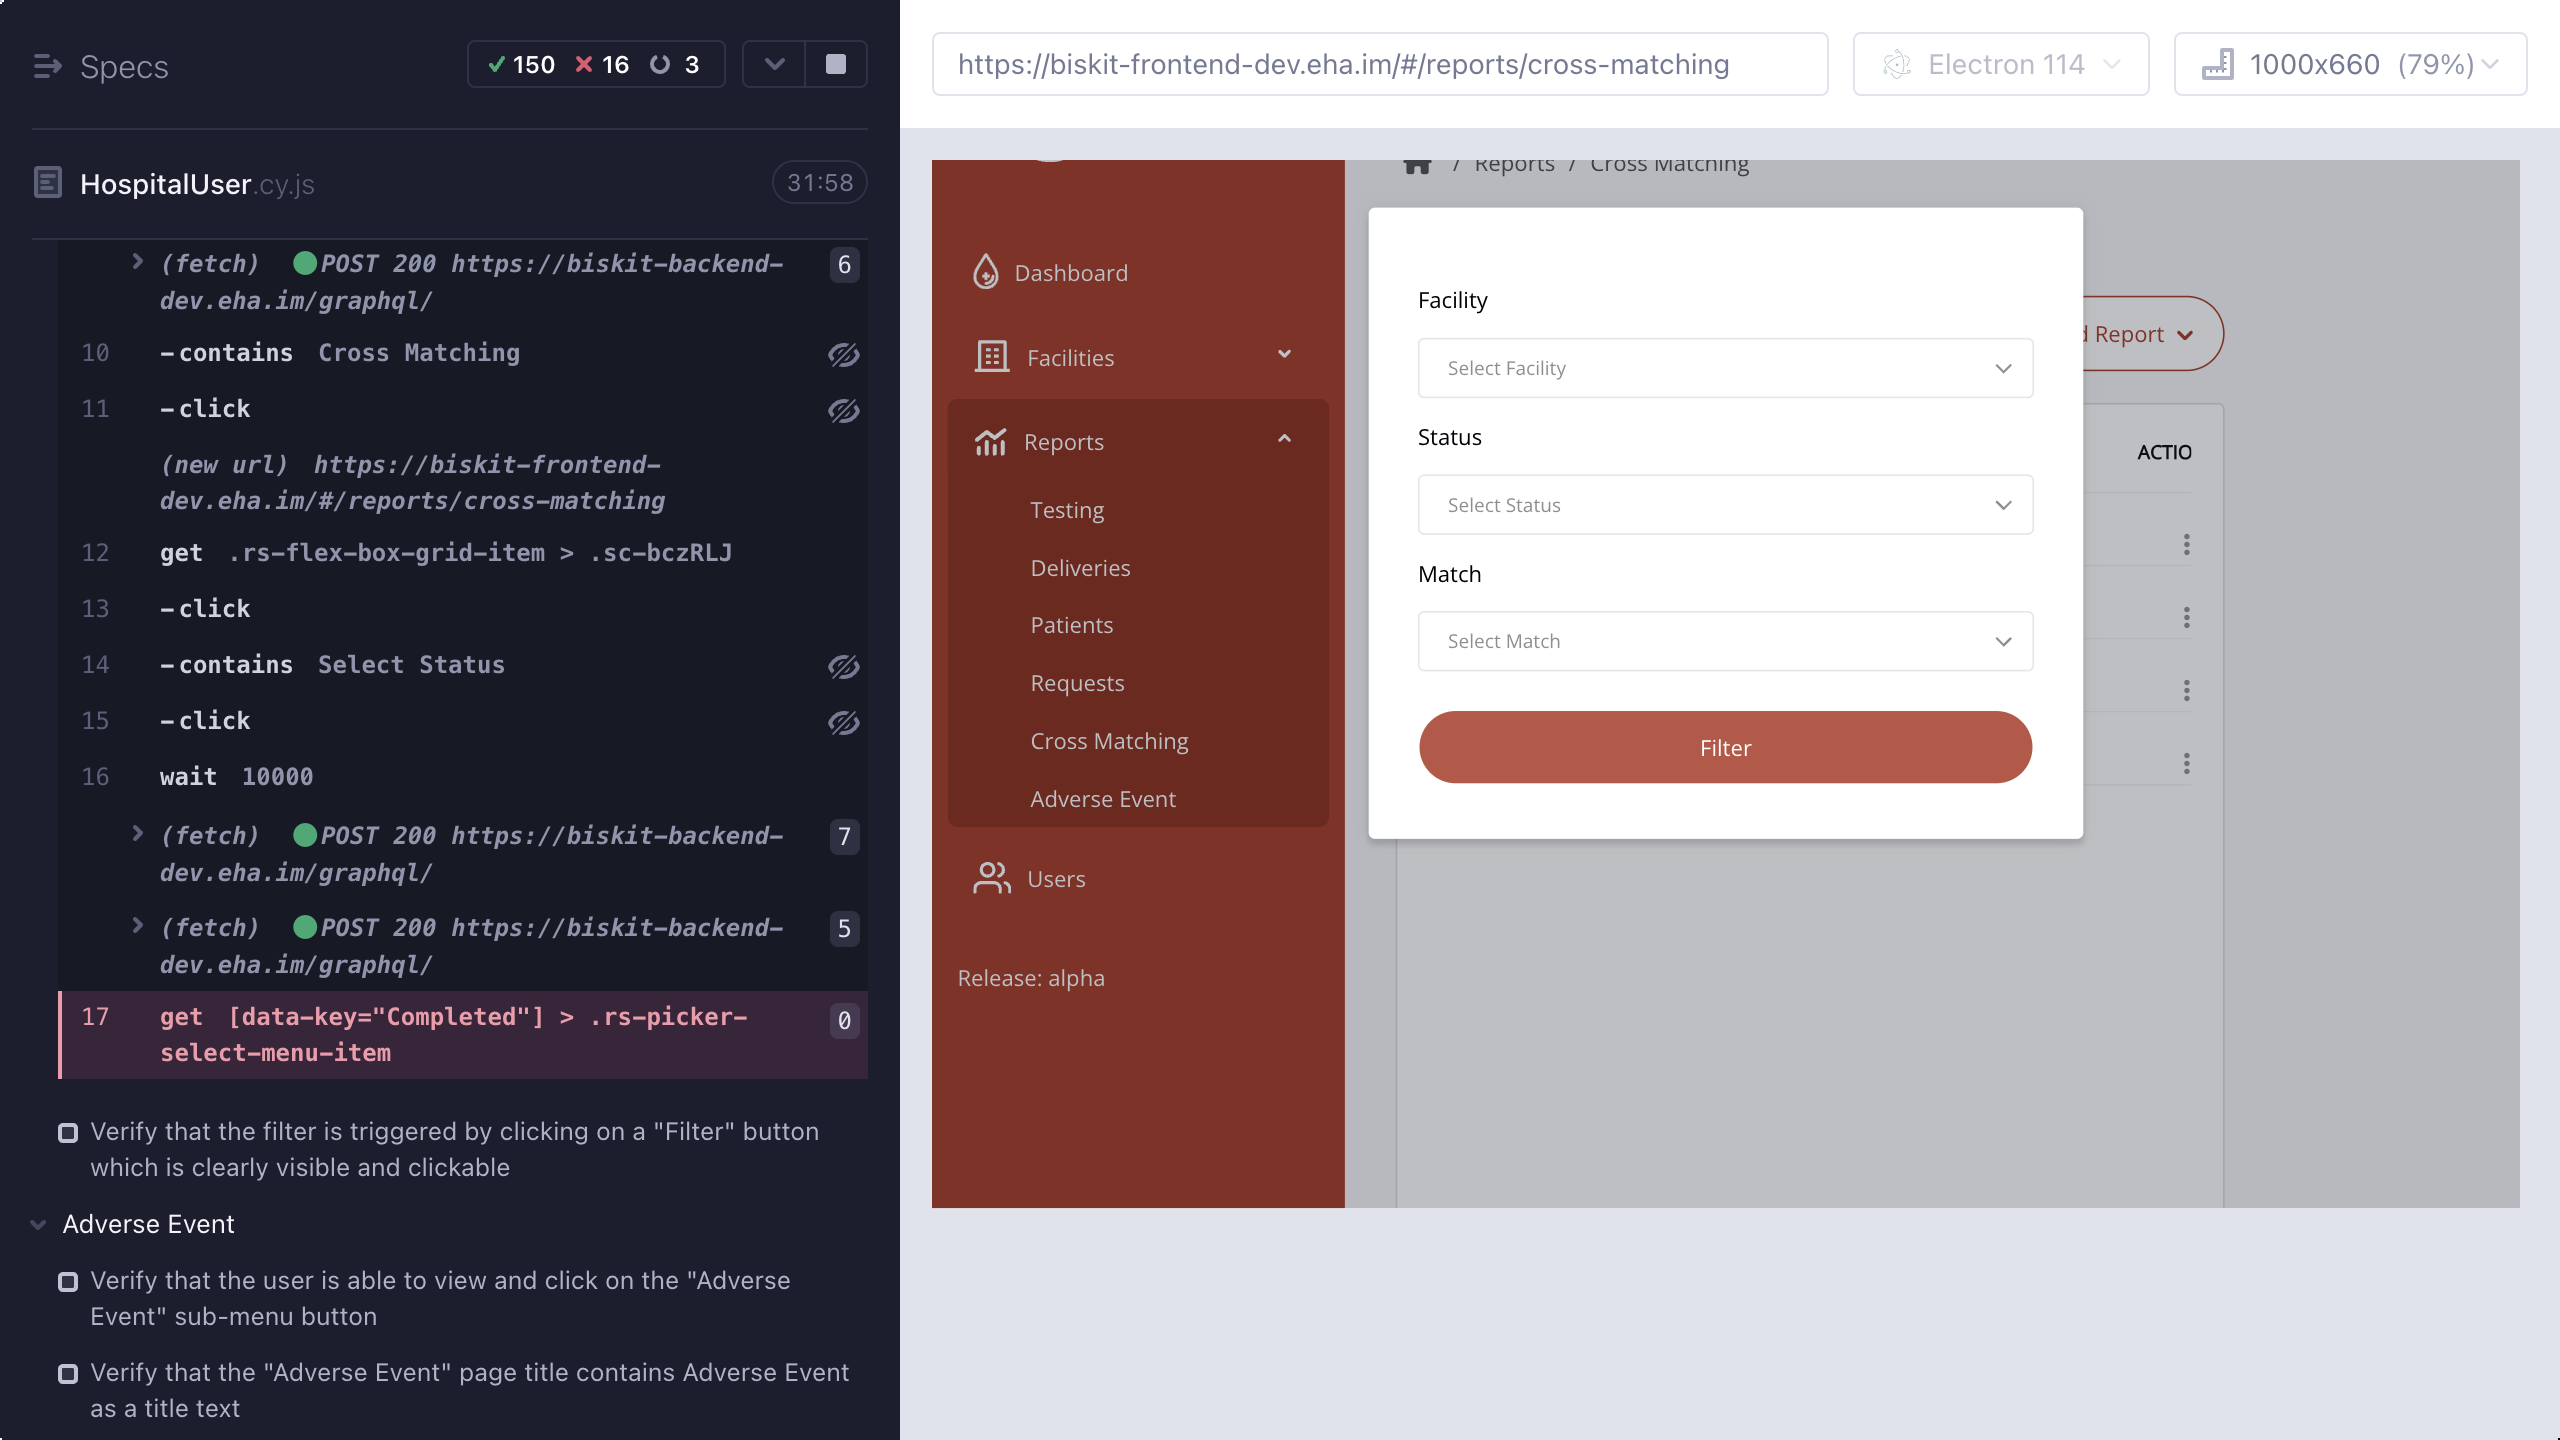 Specs
150 16 3
HospitalUser.cy.js 31:58
(fetch) POST 200 https://biskit-backend- 6
dev.eha.im/graphql/
10 -contains Cross Matching
11 -click
(new url) https://biskit-frontend-
dev.eha.im/#/reports/cross-matching
12 get .rs-flex-box-grid-item > .sc-bczRLJ
13 -click
14 -contains Select Status
15 -click
16 wait 10000
(fetch) POST 200 https://biskit-backend- 7
dev.eha.im/graphql/
(fetch) POST 200 https://biskit-backend- 5
dev.eha.im/graphql/
17 get [data-key="Completed"] > .rs-picker- 0
select-menu-item
Verify that the filter is triggered by clicking on a "Filter" button
which is clearly visible and clickable
Adverse Event
Verify that the user is able to view and click on the "Adverse
Event" sub-menu button
Verify that the "Adverse Event" page title contains Adverse Event
as a title text
https://biskit-frontend-dev.eha.im/#/reports/cross-matching
Electron 114
1000x660 (79%)
Dashboard
Facilities
Reports
Testing
Deliveries
Patients
Requests
Cross Matching
Adverse Event
Users
Release: alpha
/ Reports / Cross Matching
Facility
Select Facility
Status
Select Status
Match
Select Match
Filter
d Report
ACTIO